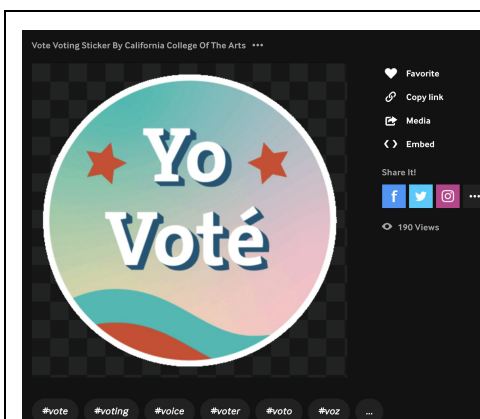 Vote Voting Sticker By California College Of The Arts •••
Yo
Voté
Favorite
Copy link
Media
Embed
Share It!
190 Views
#vote #voting #voice #voter #voto #voz ...